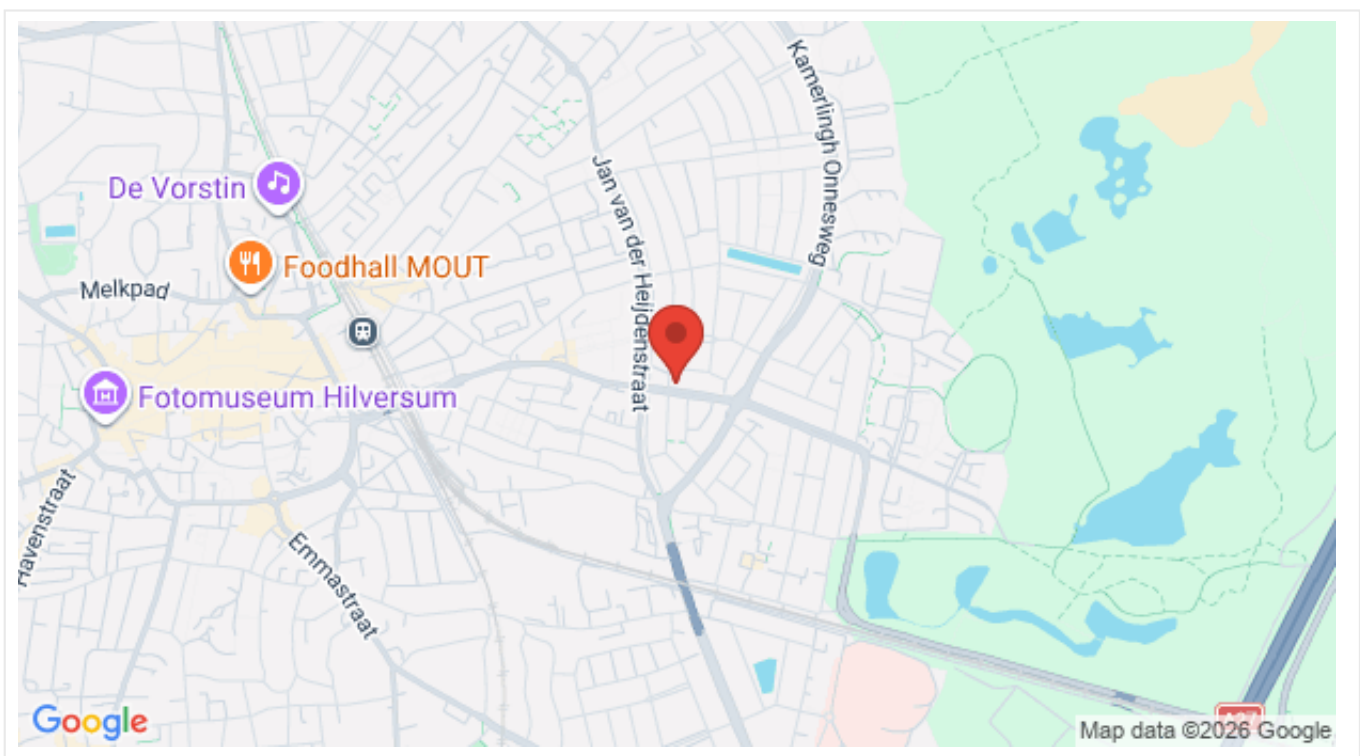 Kamerlingh Onnesweg
De Vorstin
Jan van der Heijdenstraat
Foodhall MOUT
Melkpad
Fotomuseum Hilversum
Havenstraat
Emmastraat
Google
Map data ©2026 Google